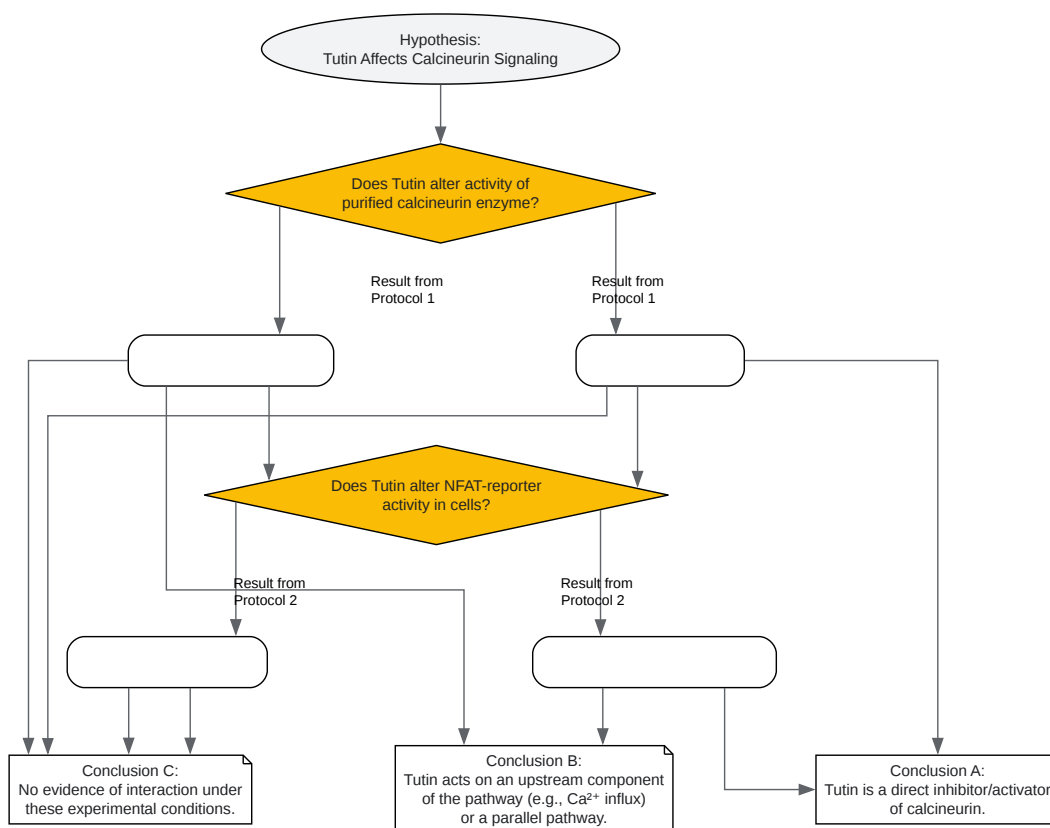 Hypothesis:
Tutin Affects Calcineurin Signaling
Does Tutin alter activity of
purified calcineurin enzyme?
Result from
Protocol 1
Result from
Protocol 1
Does Tutin alter NFAT-reporter
activity in cells?
Result from
Protocol 2
Result from
Protocol 2
Conclusion C:
No evidence of interaction under
these experimental conditions.
Conclusion B:
Tutin acts on an upstream component
of the pathway (e.g., Ca²⁺ influx)
or a parallel pathway.
Conclusion A:
Tutin is a direct inhibitor/activator
of calcineurin.